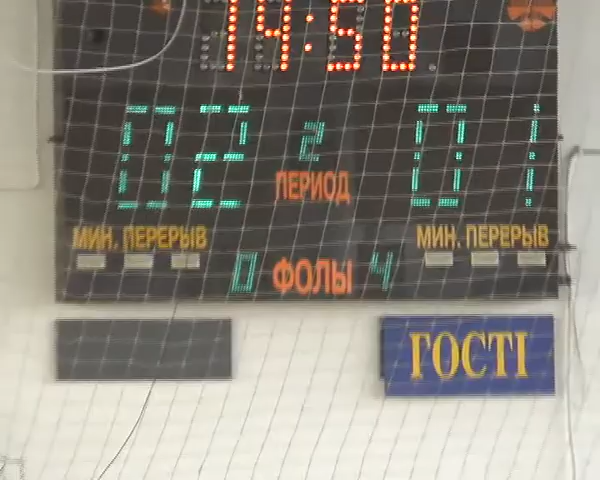 14:50
02 2 01
ПЕРИОД
МИН. ПЕРЕРЫВ МИН. ПЕРЕРЫВ
0 ФОЛЫ 4
ГОСТІ